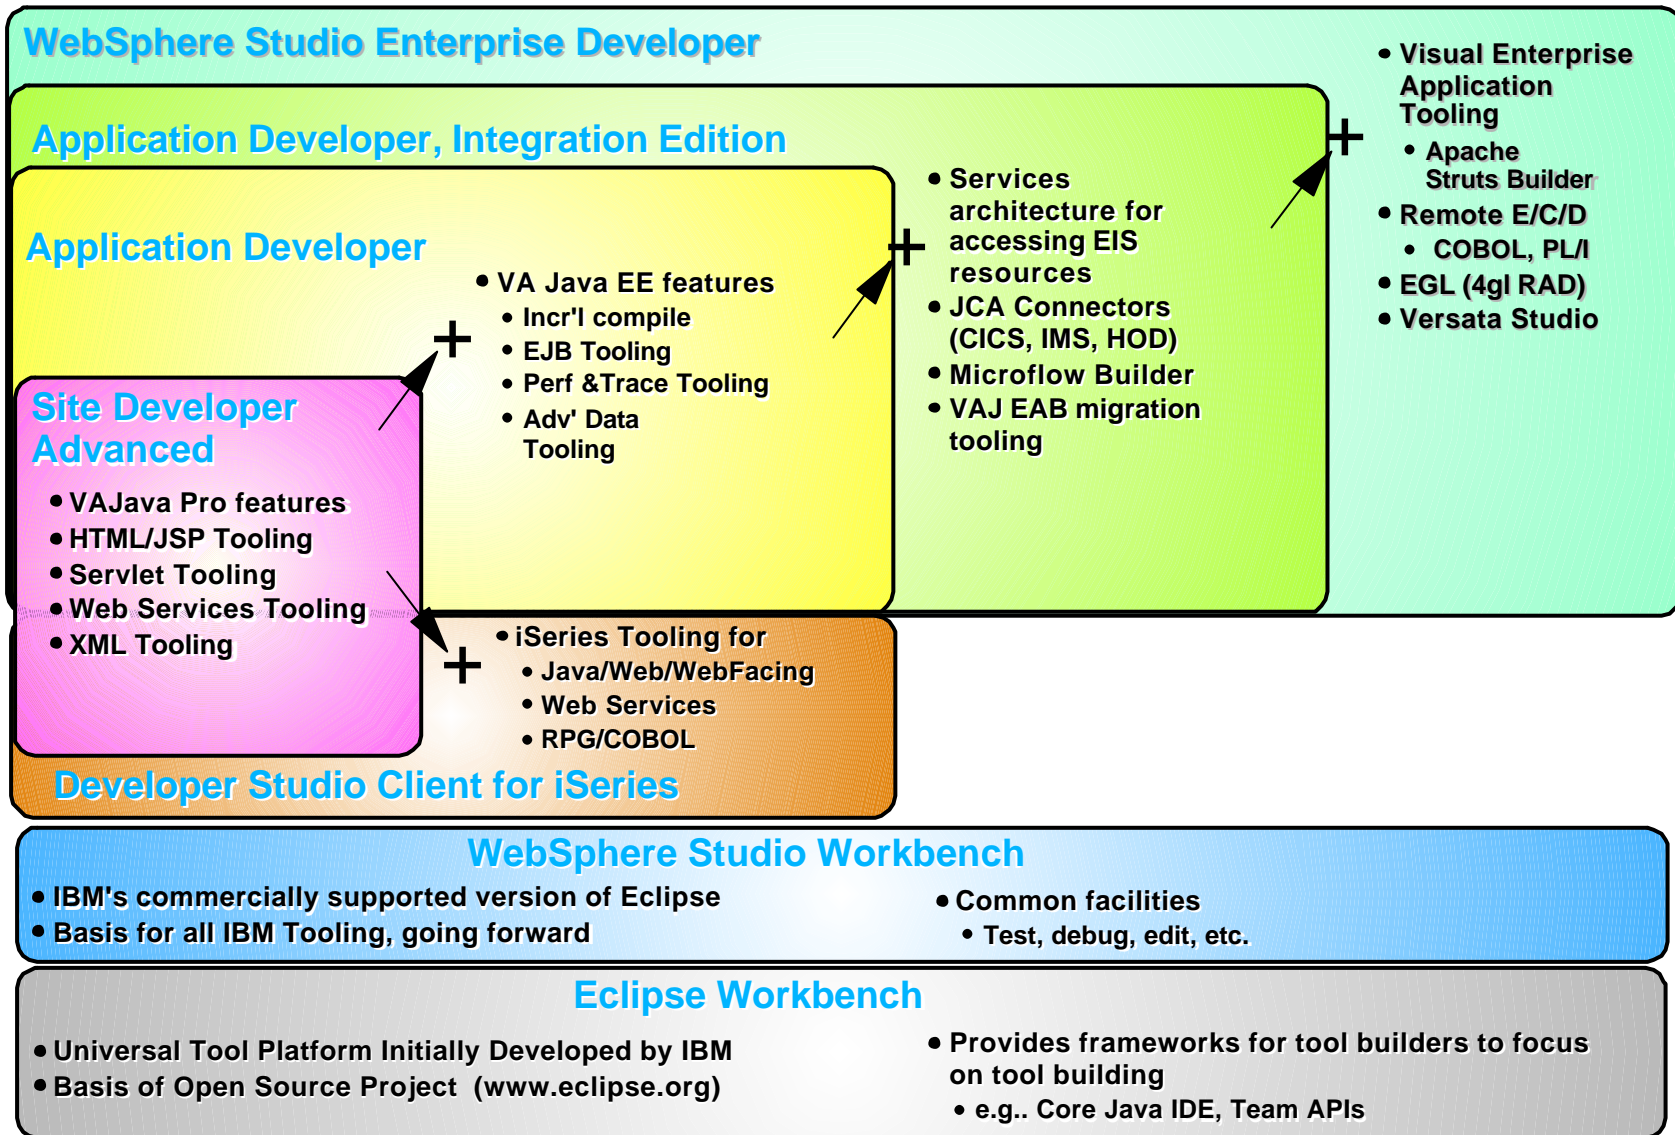 WebSphere Studio Enterprise Developer
• Visual Enterprise
Application
Tooling
• Apache
Struts Builder
• Remote E/C/D
• COBOL, PL/I
• EGL (4gl RAD)
• Versata Studio
+
Application Developer, Integration Edition
• Services
architecture for
accessing EIS
resources
• JCA Connectors
(CICS, IMS, HOD)
• Microflow Builder
• VAJ EAB migration
tooling
+
Application Developer
• VA Java EE features
• Incr'l compile
• EJB Tooling
• Perf &Trace Tooling
• Adv' Data
Tooling
+
Site Developer
Advanced
• VAJava Pro features
• HTML/JSP Tooling
• Servlet Tooling
• Web Services Tooling
• XML Tooling
+
• iSeries Tooling for
• Java/Web/WebFacing
• Web Services
• RPG/COBOL
Developer Studio Client for iSeries
WebSphere Studio Workbench
• IBM's commercially supported version of Eclipse
• Basis for all IBM Tooling, going forward
• Common facilities
• Test, debug, edit, etc.
Eclipse Workbench
• Universal Tool Platform Initially Developed by IBM
• Basis of Open Source Project (www.eclipse.org)
• Provides frameworks for tool builders to focus
on tool building
• e.g.. Core Java IDE, Team APIs